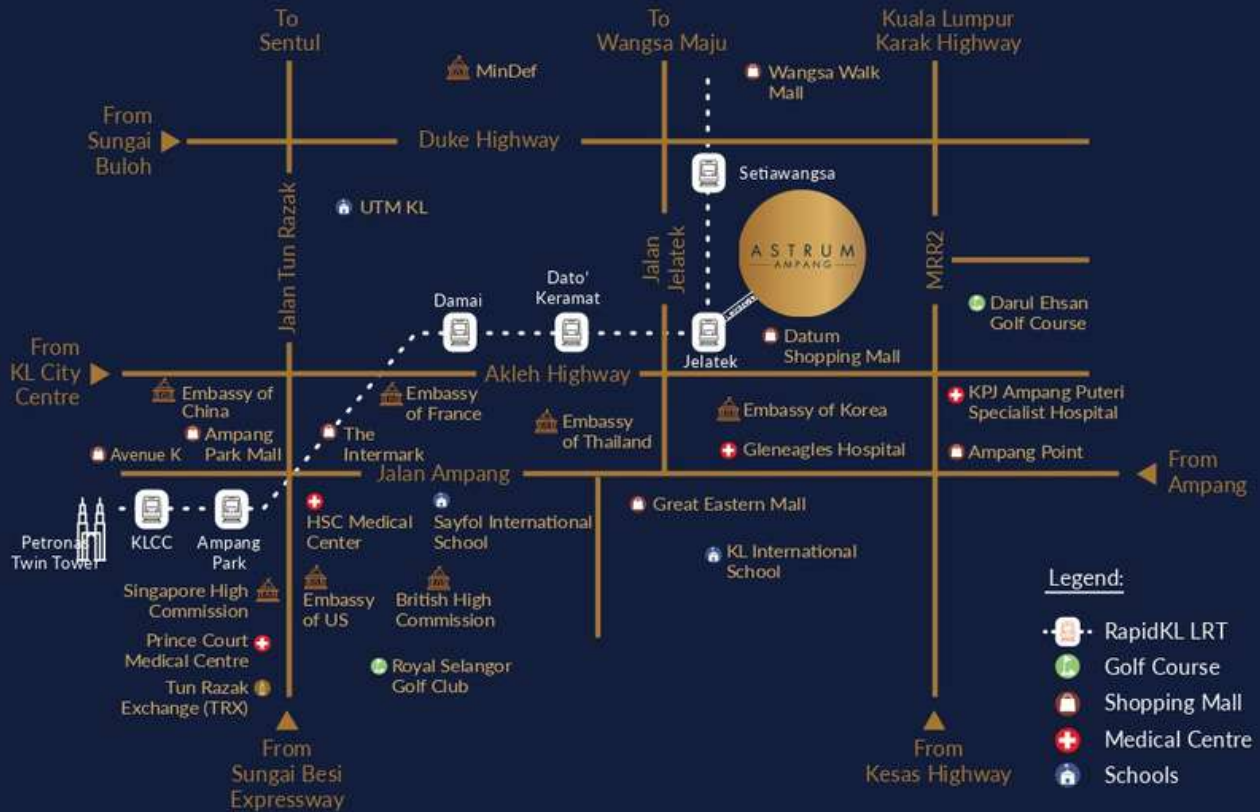 To
Sentul
To
Wangsa Maju
Kuala Lumpur
Karak Highway
MinDef
Wangsa Walk
Mall
From
Sungai
Buloh
Duke Highway
Setiawangsa
UTM KL
Jalan Tun Razak
Jalan
Jelatek
ASTRUM
AMPANG
MRR2
Dato'
Keramat
Damai
Darul Ehsan
Golf Course
Jelatek
Datum
Shopping Mall
From
KL City
Centre
Akleh Highway
Embassy of
China
Embassy
of France
Embassy
of Thailand
Embassy of Korea
KPJ Ampang Puteri
Specialist Hospital
Ampang
Park Mall
The
Intermark
Avenue K
Gleneagles Hospital
Ampang Point
Jalan Ampang
From
Ampang
Petronas
Twin Tower
KLCC
Ampang
Park
HSC Medical
Center
Sayfol International
School
Great Eastern Mall
KL International
School
Singapore High
Commission
Embassy
of US
British High
Commission
Prince Court
Medical Centre
Royal Selangor
Golf Club
Tun Razak
Exchange (TRX)
From
Sungai Besi
Expressway
From
Kesas Highway
Legend:
RapidKL LRT
Golf Course
Shopping Mall
Medical Centre
Schools